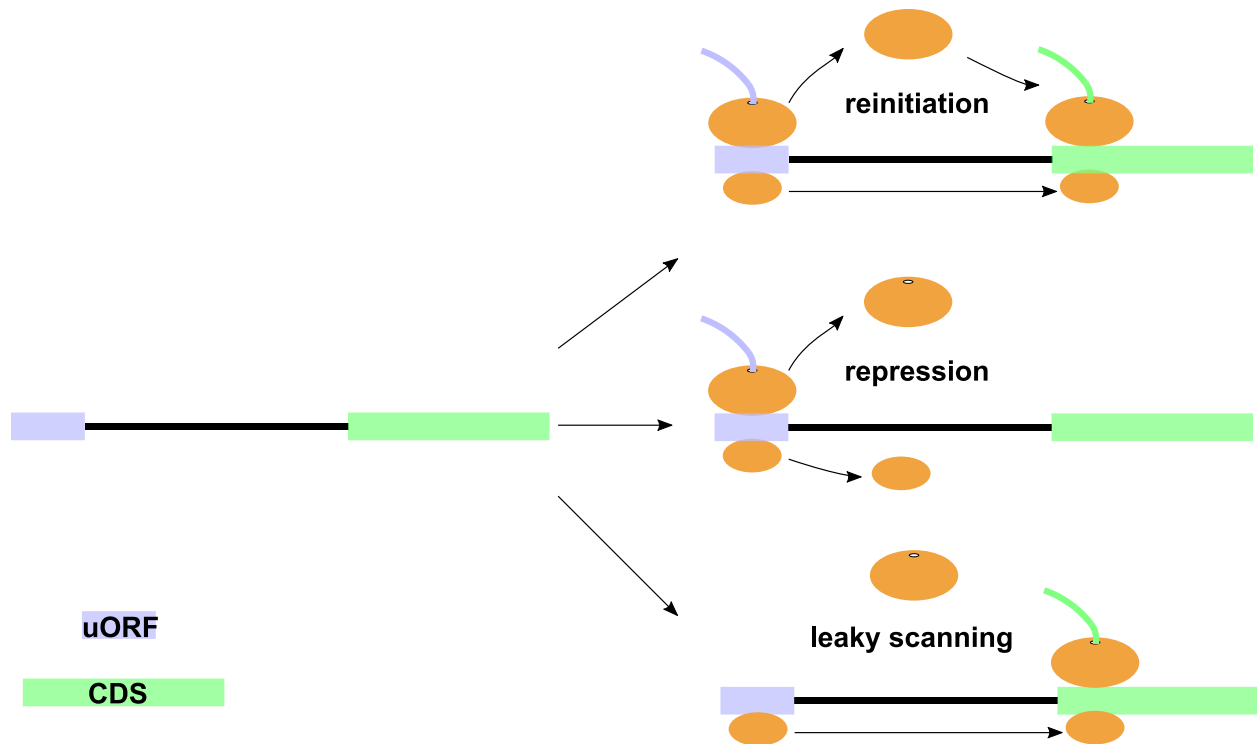 reinitiation
repression
leaky scanning
uORF
CDS